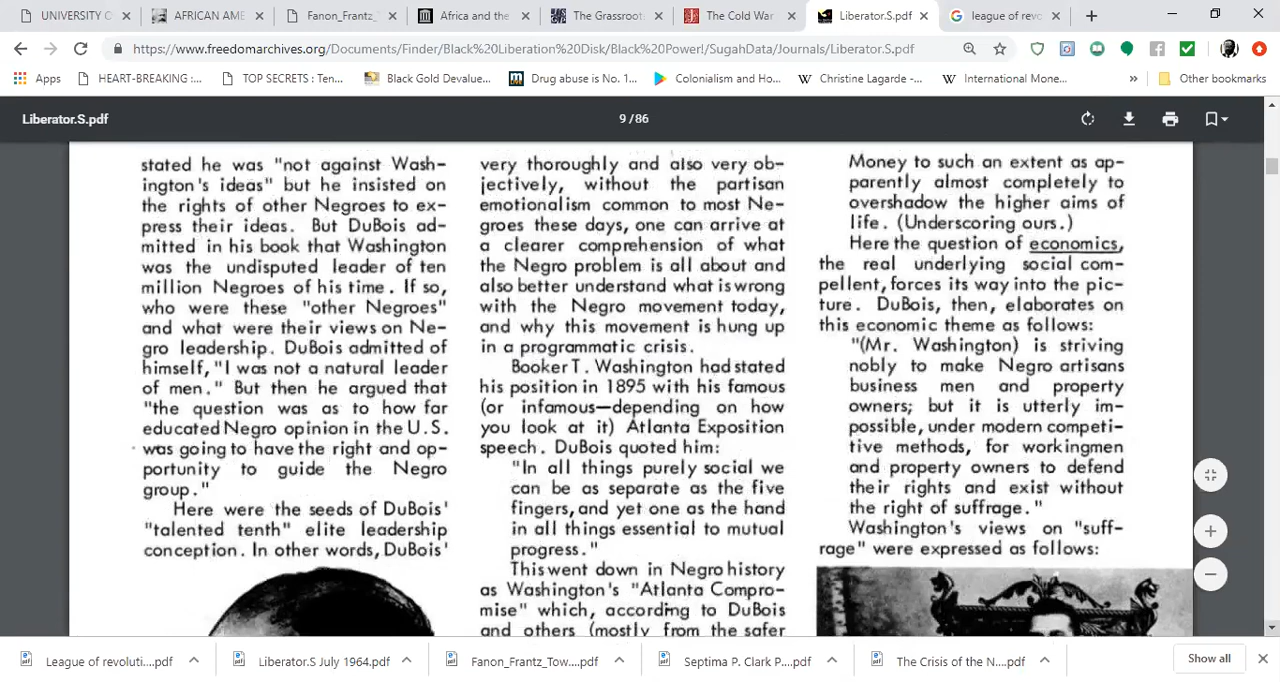 UNIVERSITY C
AFRICAN AME
Fanon_Frantz_
Africa and the
The Grassroots
The Cold War
Liberator.S.pdf
league of revo
https://www.freedomarchives.org/Documents/Finder/Black%20Liberation%20Disk/Black%20Power!/SugahData/Journals/Liberator.S.pdf
Apps
HEART-BREAKING :...
TOP SECRETS : Ten...
Black Gold Devalue...
Drug abuse is No. 1...
Colonialism and Ho...
Christine Lagarde -...
International Mone...
»
Other bookmarks
Liberator.S.pdf
9 / 86
stated he was "not against Wash-
ington's ideas" but he insisted on
the rights of other Negroes to ex-
press their ideas. But DuBois ad-
mitted in his book that Washington
was the undisputed leader of ten
million Negroes of his time. If so,
who were these "other Negroes"
and what were their views on Ne-
gro leadership. DuBois admitted of
himself, "I was not a natural leader
of men." But then he argued that
"the question was as to how far
educated Negro opinion in the U.S.
was going to have the right and op-
portunity to guide the Negro
group."
Here were the seeds of DuBois'
"talented tenth" elite leadership
conception. In other words, DuBois'
very thoroughly and also very ob-
jectively, without the partisan
emotionalism common to most Ne-
groes these days, one can arrive at
a clearer comprehension of what
the Negro problem is all about and
also better understand what is wrong
with the Negro movement today,
and why this movement is hung up
in a programmatic crisis.
Booker T. Washington had stated
his position in 1895 with his famous
(or infamous—depending on how
you look at it) Atlanta Exposition
speech. DuBois quoted him:
"In all things purely social we
can be as separate as the five
fingers, and yet one as the hand
in all things essential to mutual
progress."
This went down in Negro history
as Washington's "Atlanta Compro-
mise" which, according to DuBois
and others (mostly from the safer
Money to such an extent as ap-
parently almost completely to
overshadow the higher aims of
life. (Underscoring ours.)
Here the question of economics,
the real underlying social com-
pellent, forces its way into the pic-
ture. DuBois, then, elaborates on
this economic theme as follows:
"(Mr. Washington) is striving
nobly to make Negro artisans
business men and property
owners; but it is utterly im-
possible, under modern competi-
tive methods, for workingmen
and property owners to defend
their rights and exist without
the right of suffrage."
Washington's views on "suff-
rage" were expressed as follows:
League of revoluti....pdf
Liberator.S July 1964.pdf
Fanon_Frantz_Tow....pdf
Septima P. Clark P....pdf
The Crisis of the N....pdf
Show all